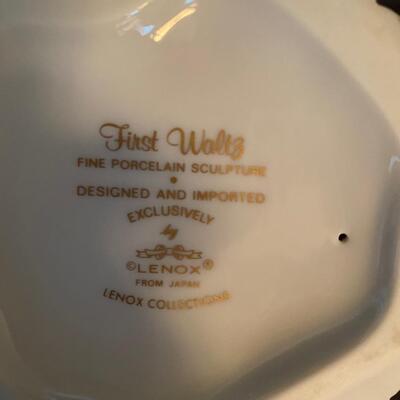 First Waltz
FINE PORCELAIN SCULPTURE
•
DESIGNED AND IMPORTED
EXCLUSIVELY
by
©LENOX®
FROM JAPAN
LENOX COLLECTIONS